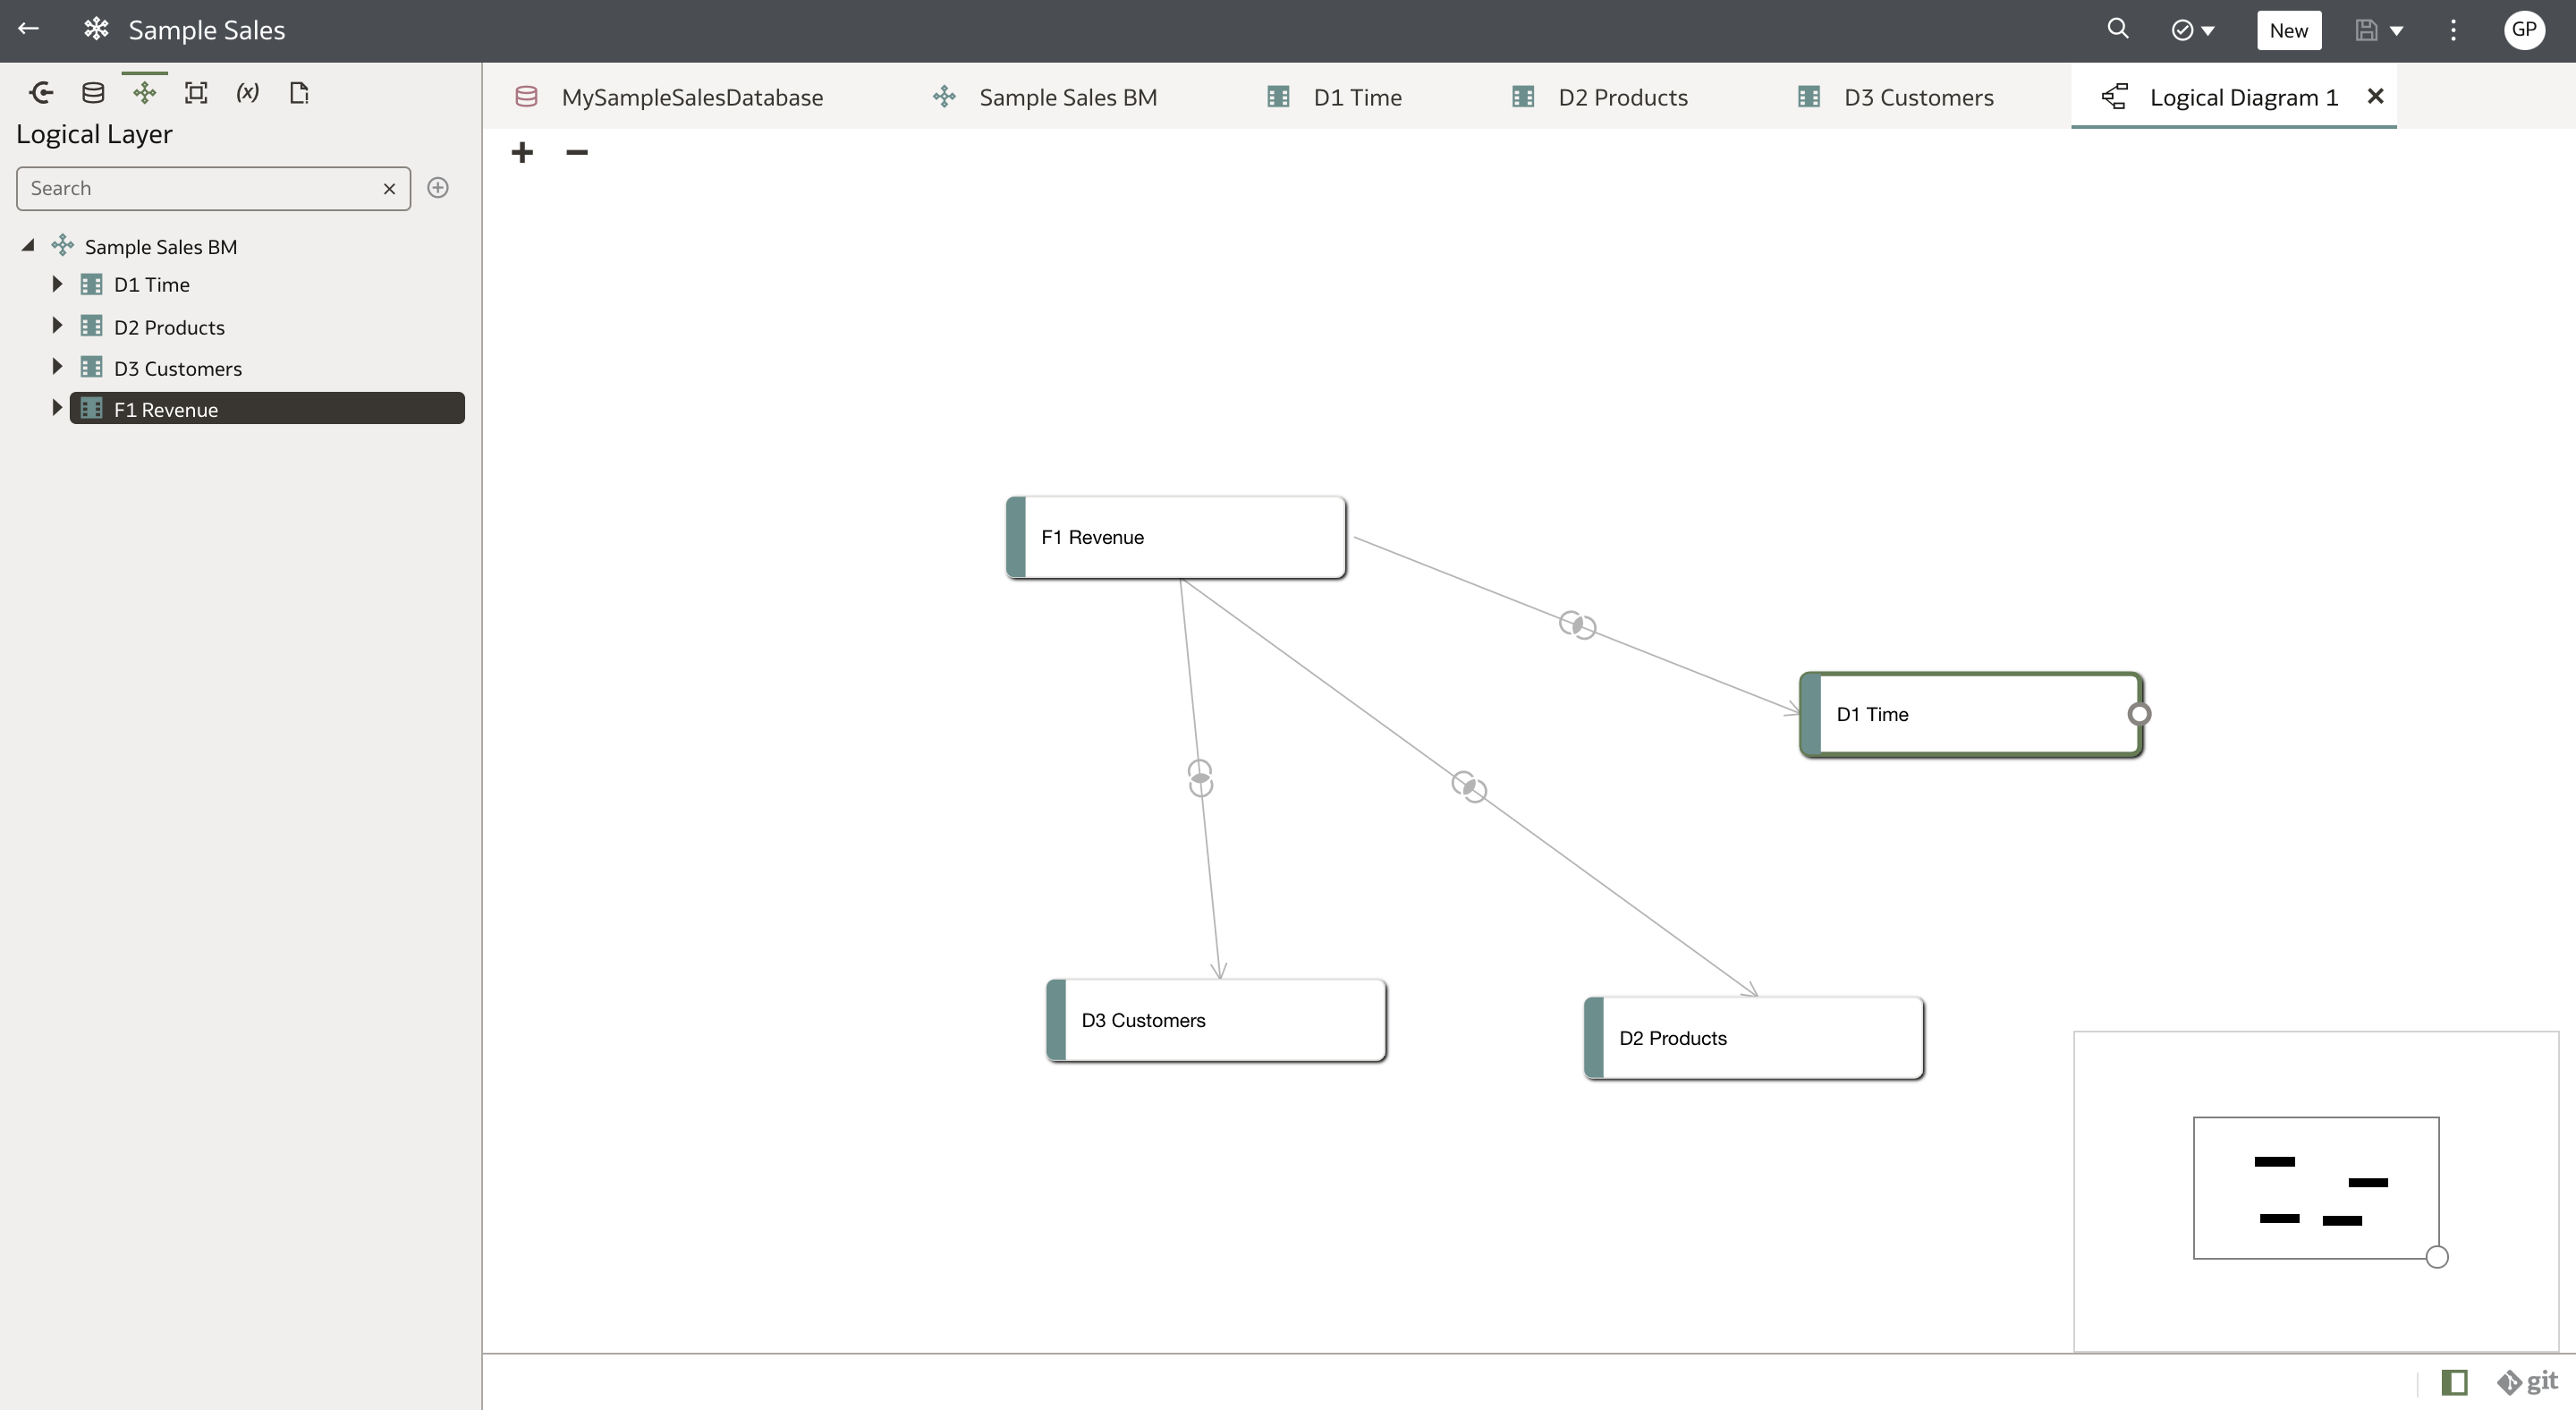 Sample Sales
New
GP
Logical Layer
Search
Sample Sales BM
D1 Time
D2 Products
D3 Customers
F1 Revenue
MySampleSalesDatabase
Sample Sales BM
D1 Time
D2 Products
D3 Customers
Logical Diagram 1
F1 Revenue
D1 Time
D3 Customers
D2 Products
git